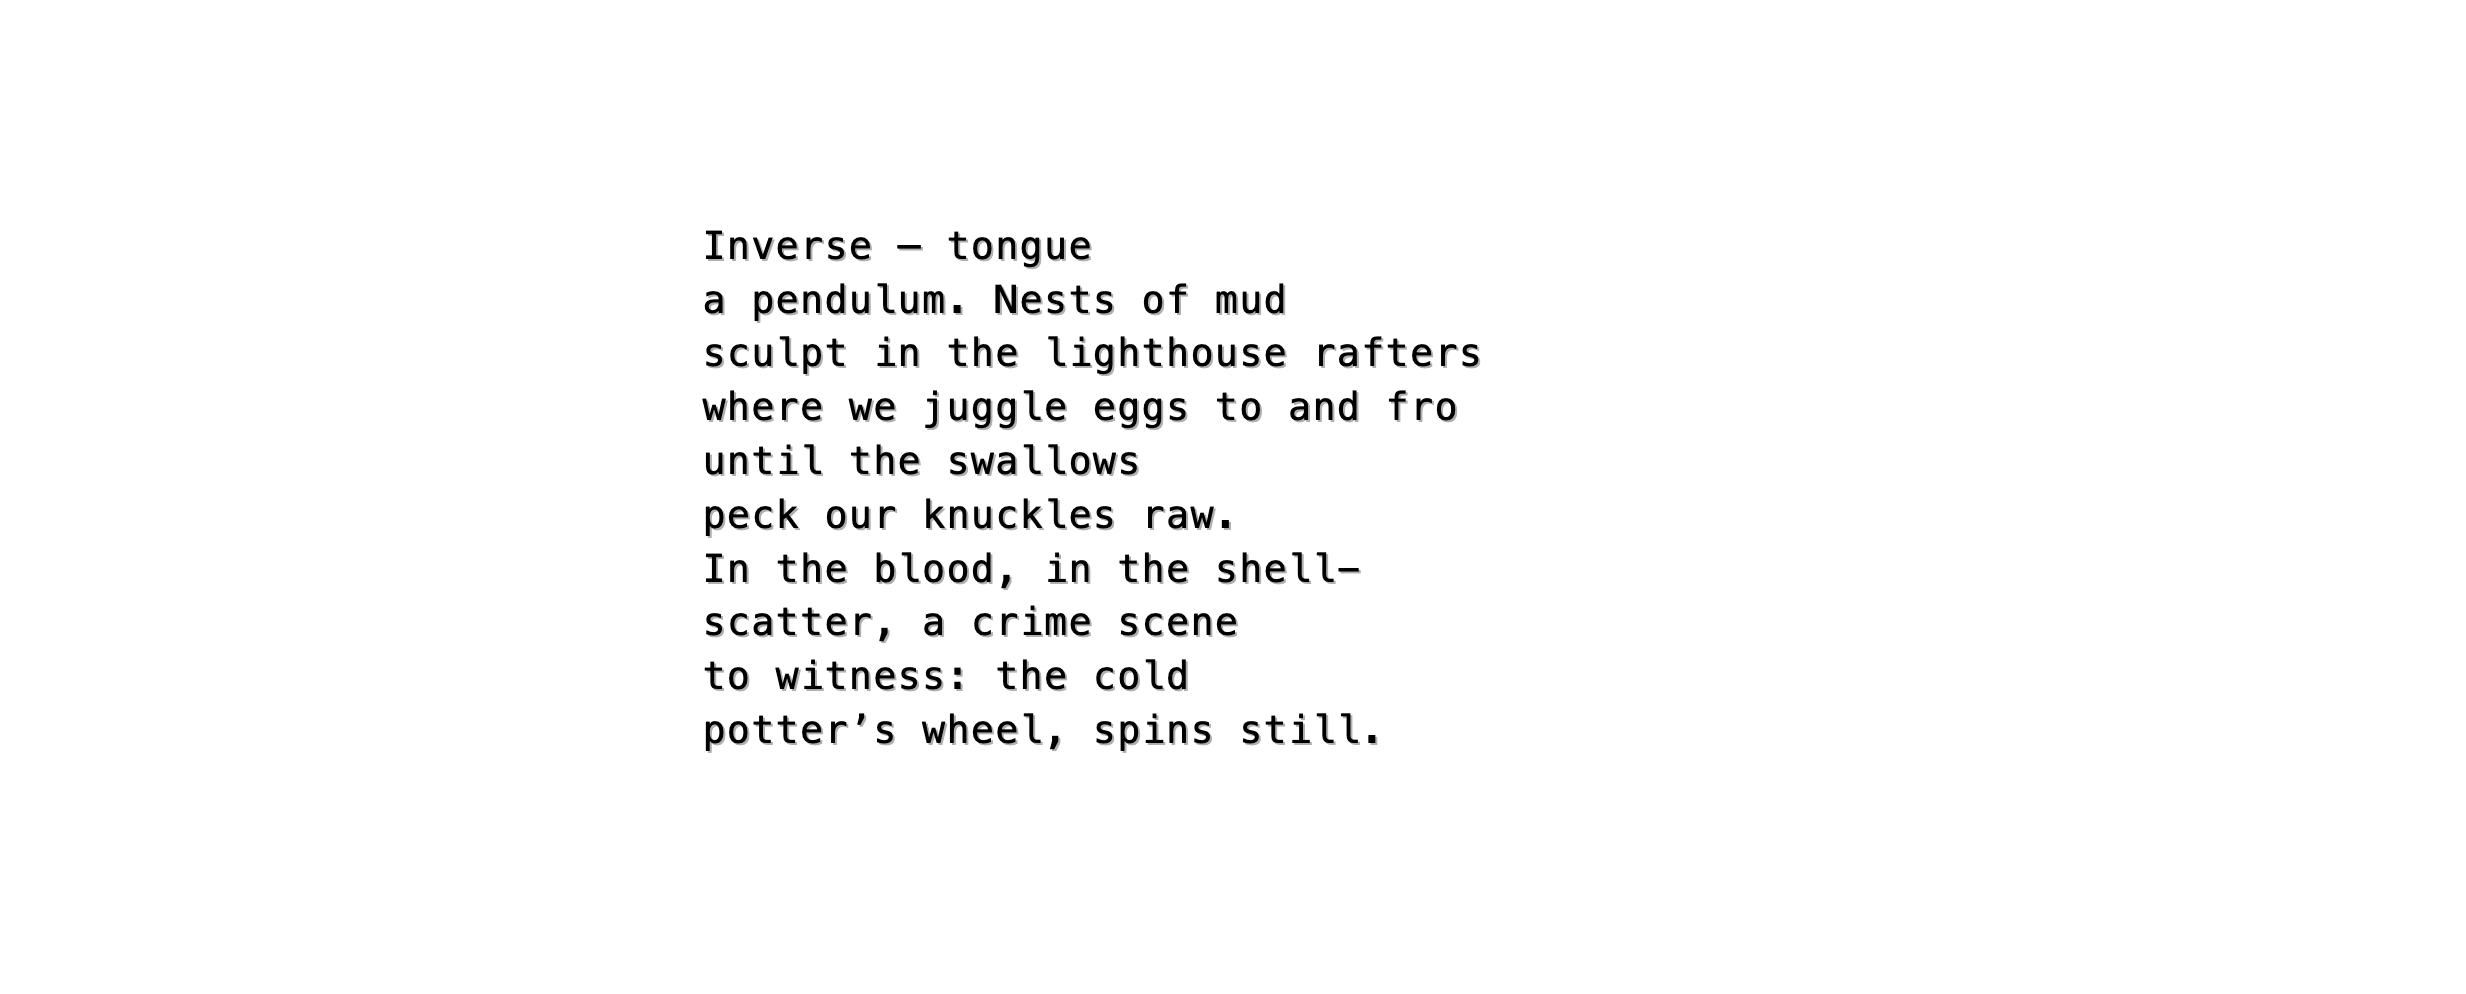 Inverse – tongue
a pendulum. Nests of mud
sculpt in the lighthouse rafters
where we juggle eggs to and fro
until the swallows
peck our knuckles raw.
In the blood, in the shell–
scatter, a crime scene
to witness: the cold
potter’s wheel, spins still.